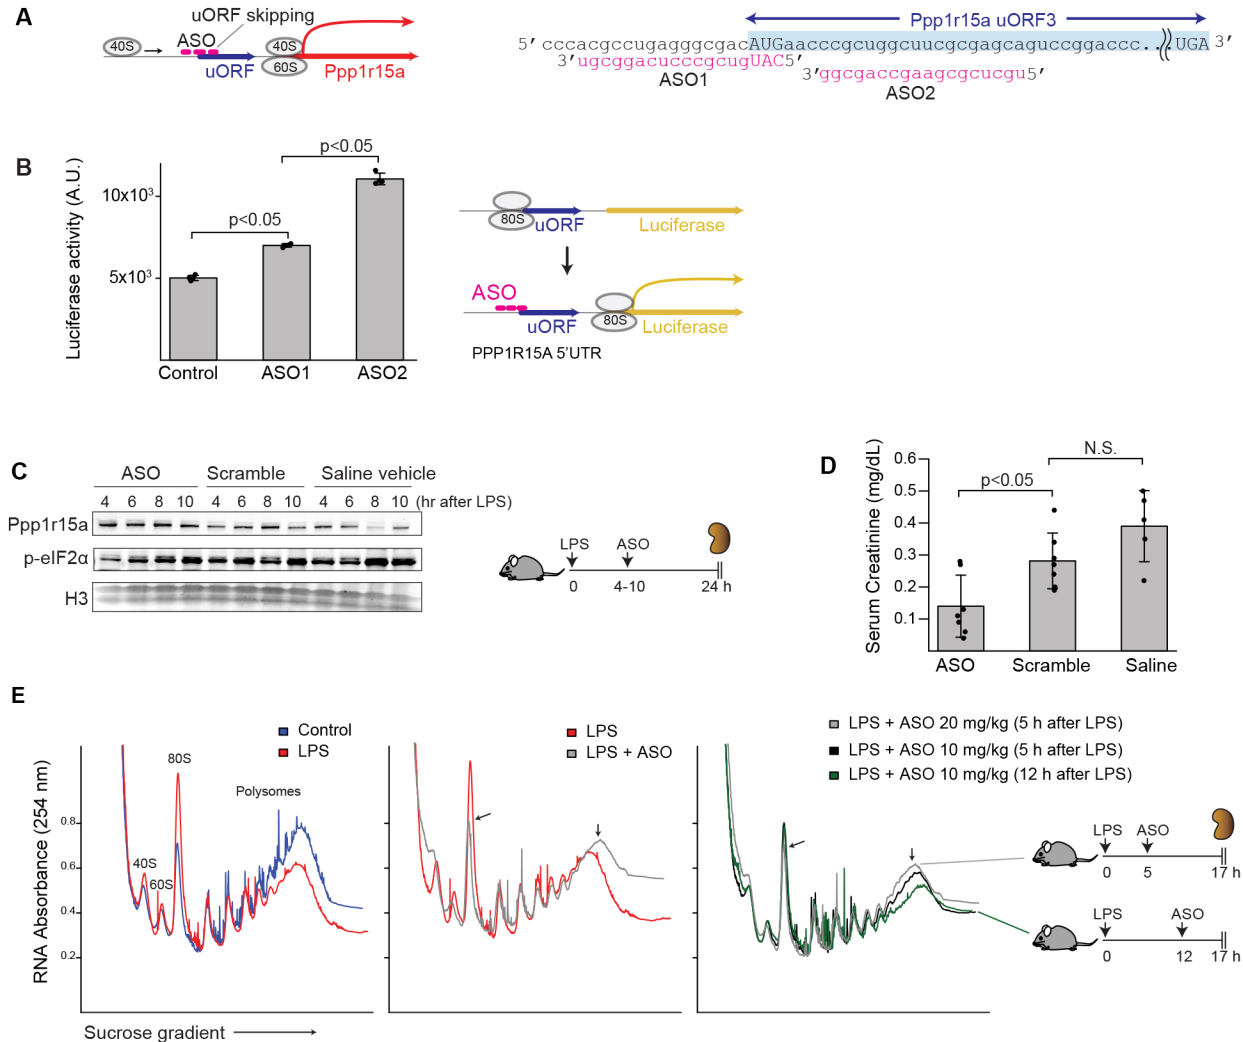 A
uORF skipping
40S
ASO
uORF
40S
60S
Ppp1r15a
Ppp1r15a uORF3
5′cccacgccugagggcgacAUGaacccgcuggcuucgcgagcaguccggaccc...UGA 3′
3′ugcggacucccgcugUAC5′
ASO1
3′ggcgaccgaagcgcucgu5′
ASO2
B
Luciferase activity (A.U.)
10x10³
5x10³
p<0.05
p<0.05
Control
ASO1
ASO2
80S
uORF
Luciferase
ASO
uORF
80S
Luciferase
PPP1R15A 5’UTR
C
ASO
Scramble
Saline vehicle
4 6 8 10 4 6 8 10 4 6 8 10 (hr after LPS)
Ppp1r15a
p-eIF2α
H3
LPS
ASO
0
4-10
24 h
D
Serum Creatinine (mg/dL)
0.6
0.5
0.4
0.3
0.2
0.1
p<0.05
N.S.
ASO
Scramble
Saline
E
RNA Absorbance (254 nm)
0.8
0.6
0.4
0.2
Control
LPS
80S
40S
60S
Polysomes
Sucrose gradient
LPS
LPS + ASO
LPS + ASO 20 mg/kg (5 h after LPS)
LPS + ASO 10 mg/kg (5 h after LPS)
LPS + ASO 10 mg/kg (12 h after LPS)
LPS
ASO
0
5
17 h
LPS
ASO
0
12
17 h